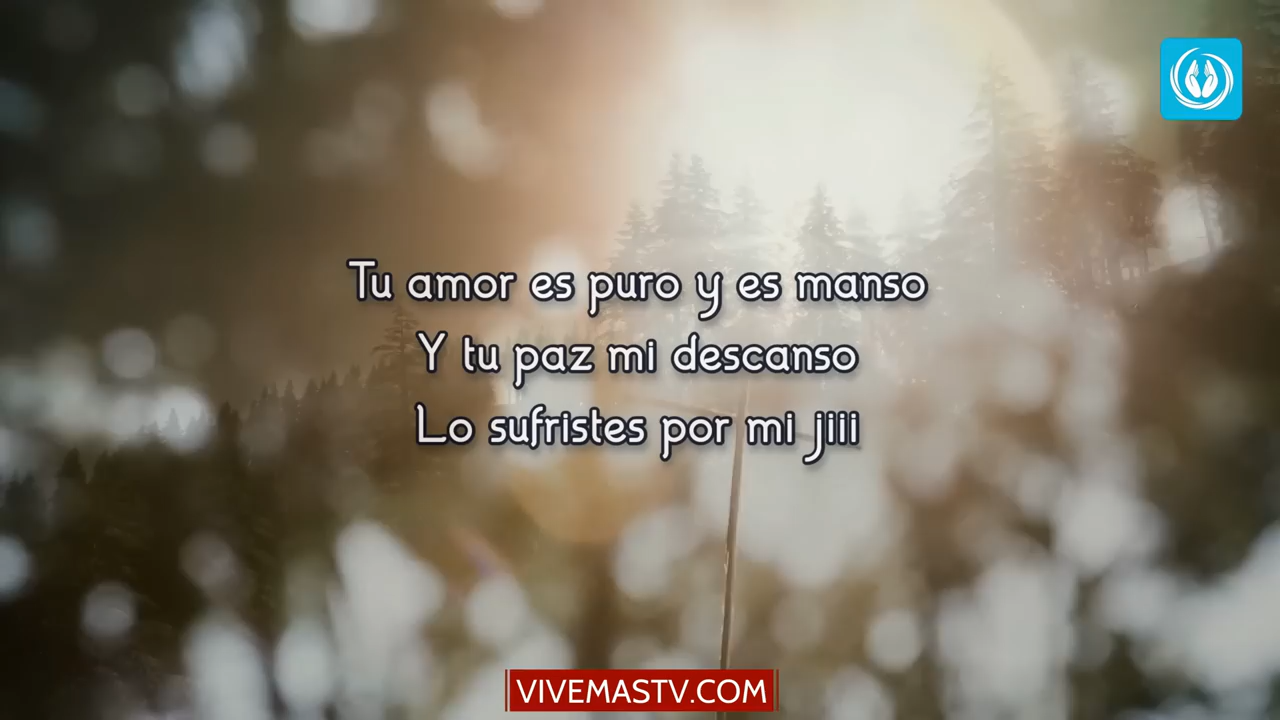 Tu amor es puro y es manso
Y tu paz mi descanso
Lo sufristes por mi jiii
VIVEMASTV.COM